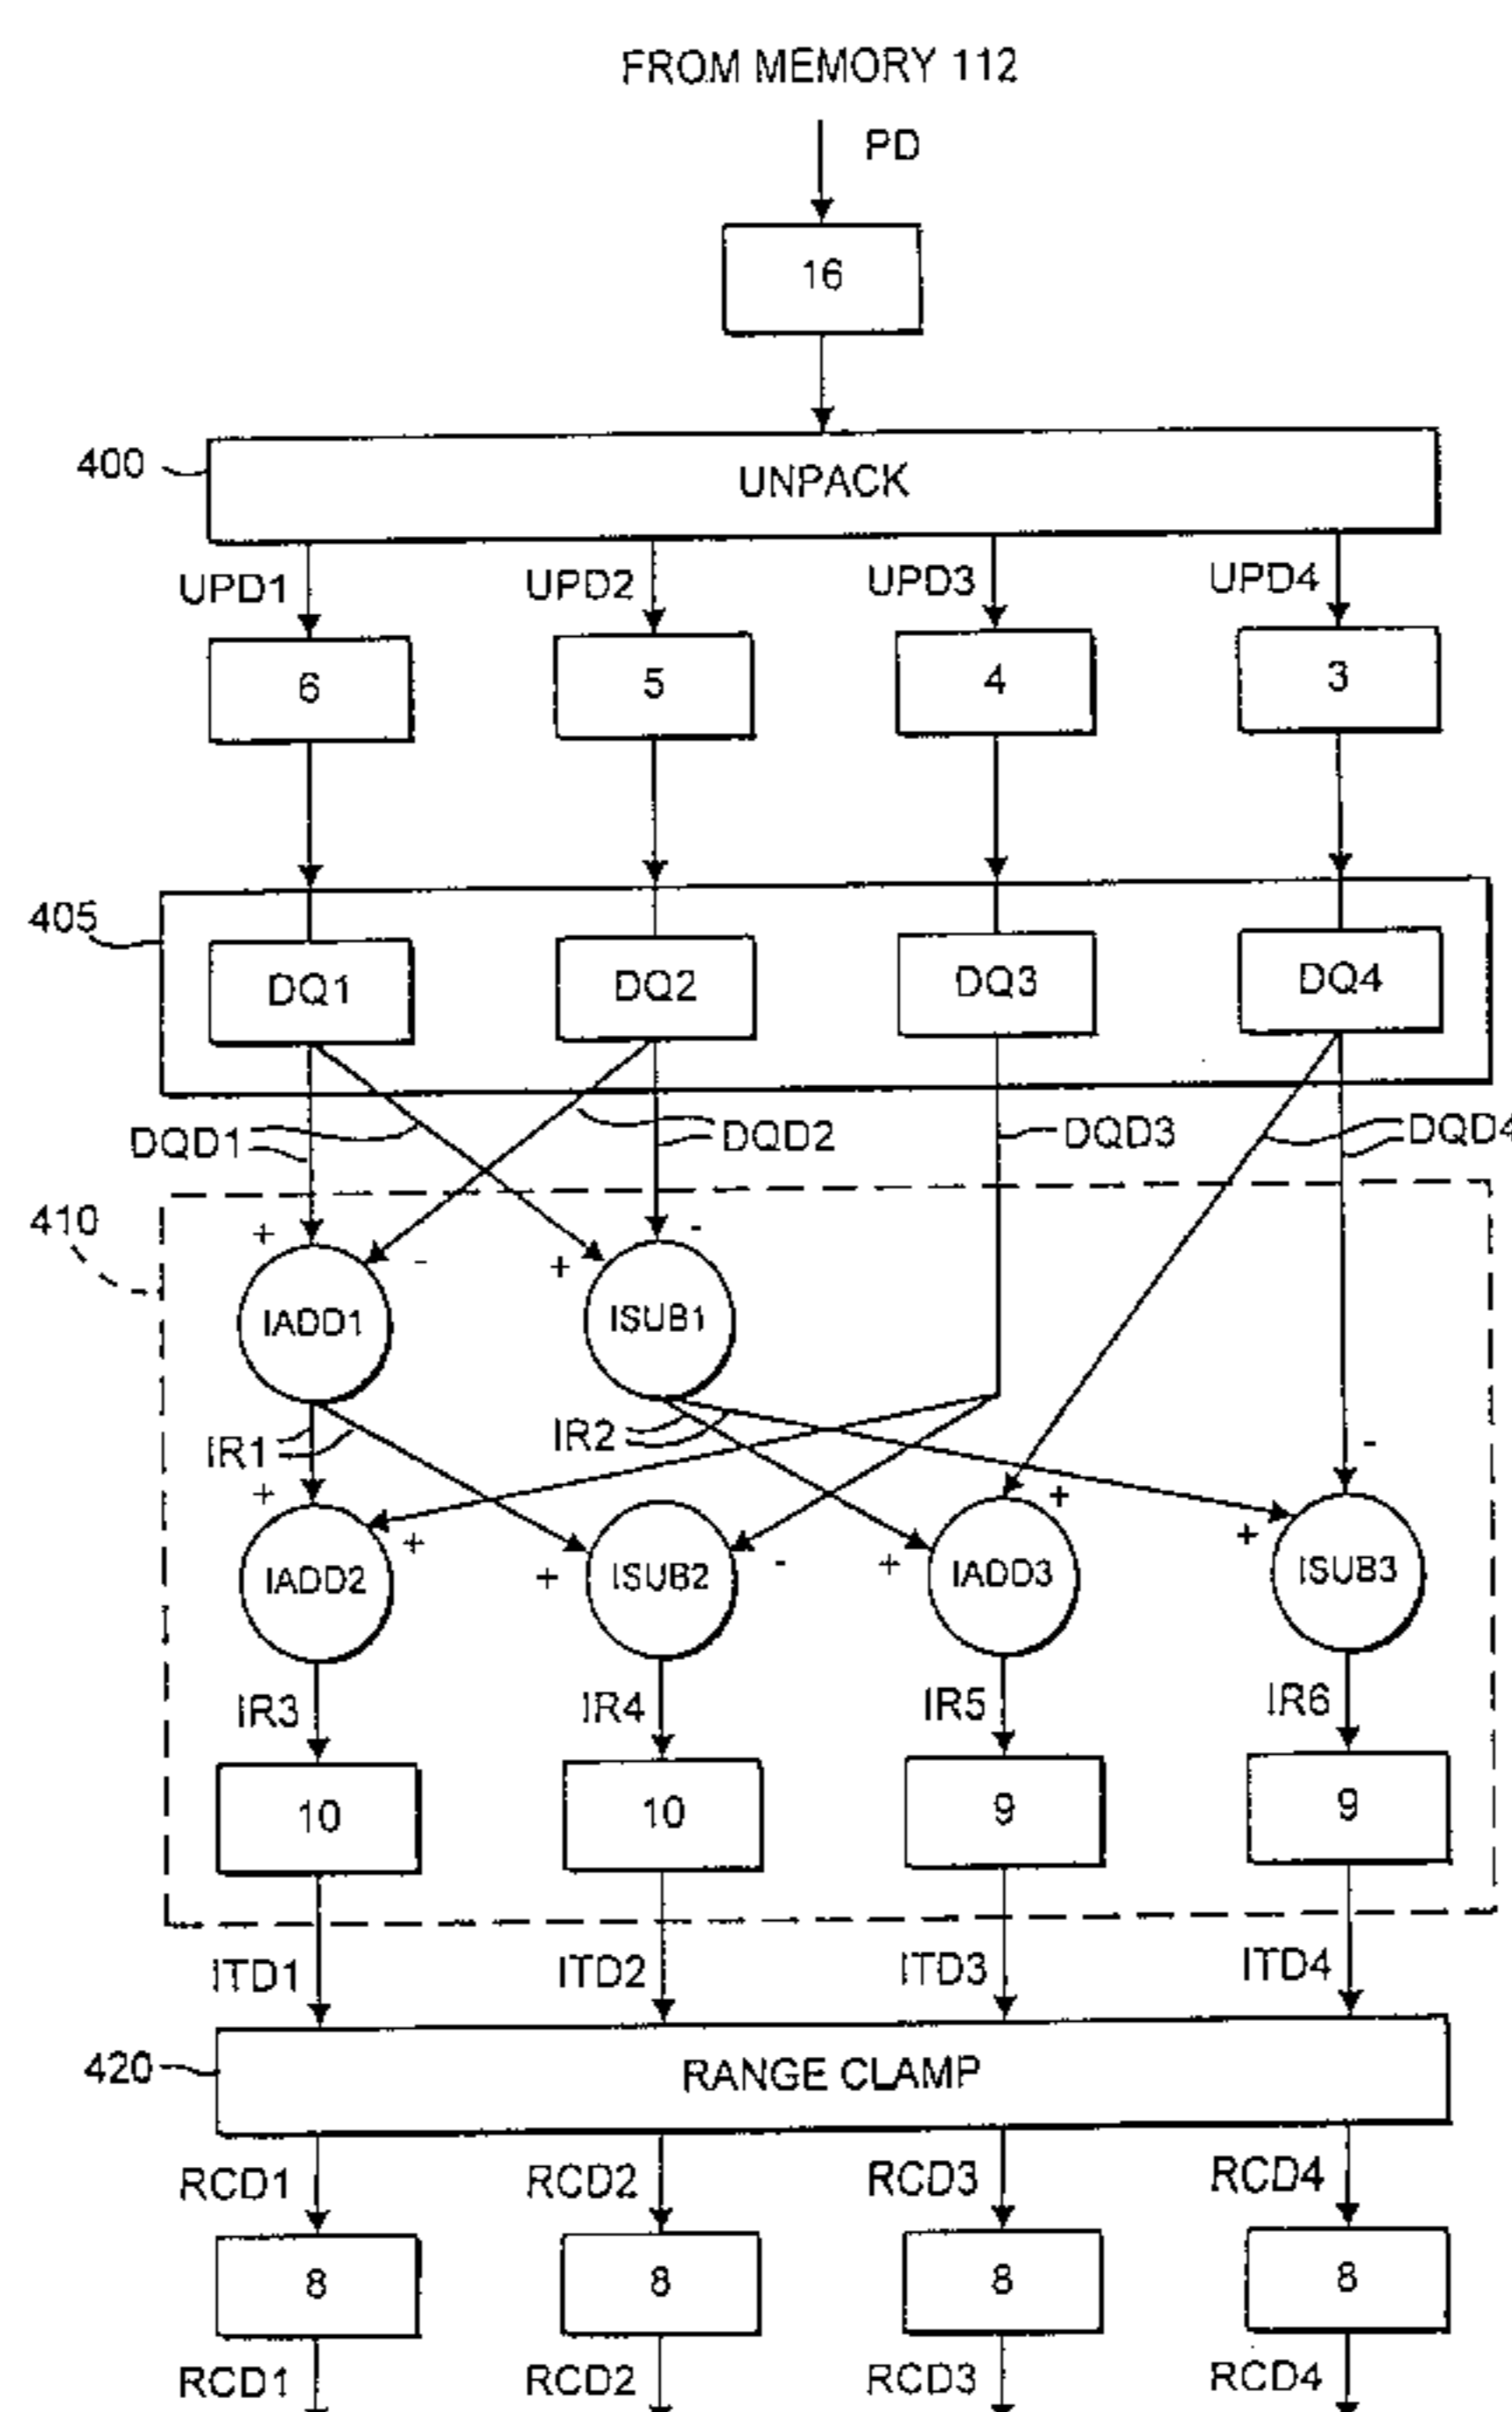 FROM MEMORY 112
PD
16
400
UNPACK
UPD1 UPD2 UPD3 UPD4
6 5 4 3
405
DQ1 DQ2 DQ3 DQ4
DQD1 DQD2 DQD3 DQD4
410
+ - + -
IADD1 ISUB1
IR1 IR2
-
+ + + - + + +
IADD2 ISUB2 IADD3 ISUB3
IR3 IR4 IR5 IR6
10 10 9 9
ITD1 ITD2 ITD3 ITD4
420
RANGE CLAMP
RCD1 RCD2 RCD3 RCD4
8 8 8 8
RCD1 RCD2 RCD3 RCD4